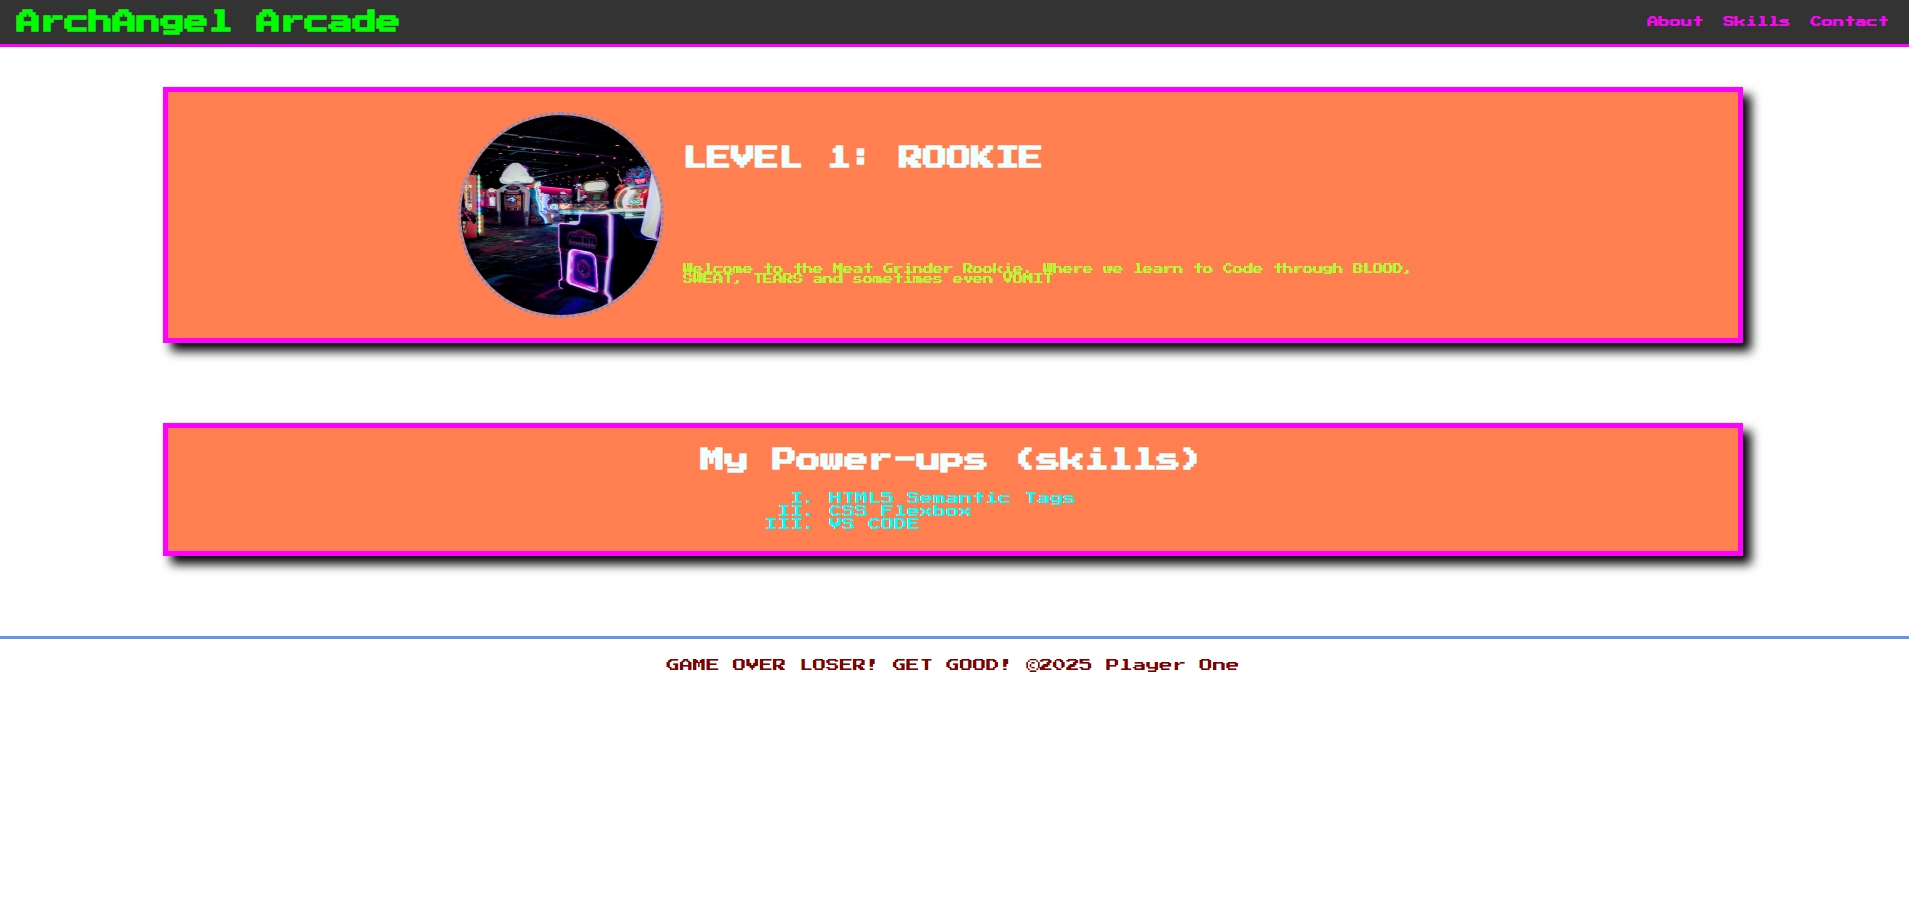 ArchAngel Arcade
About Skills Contact
LEVEL 1: ROOKIE
Welcome to the Meat Grinder Rookie. Where we learn to Code through BLOOD,
SWEAT, TEARS and sometimes even VOMIT
My Power-ups (skills)
I. HTML5 Semantic Tags
II. CSS Flexbox
III. VS CODE
GAME OVER LOSER! GET GOOD! ©2025 Player One